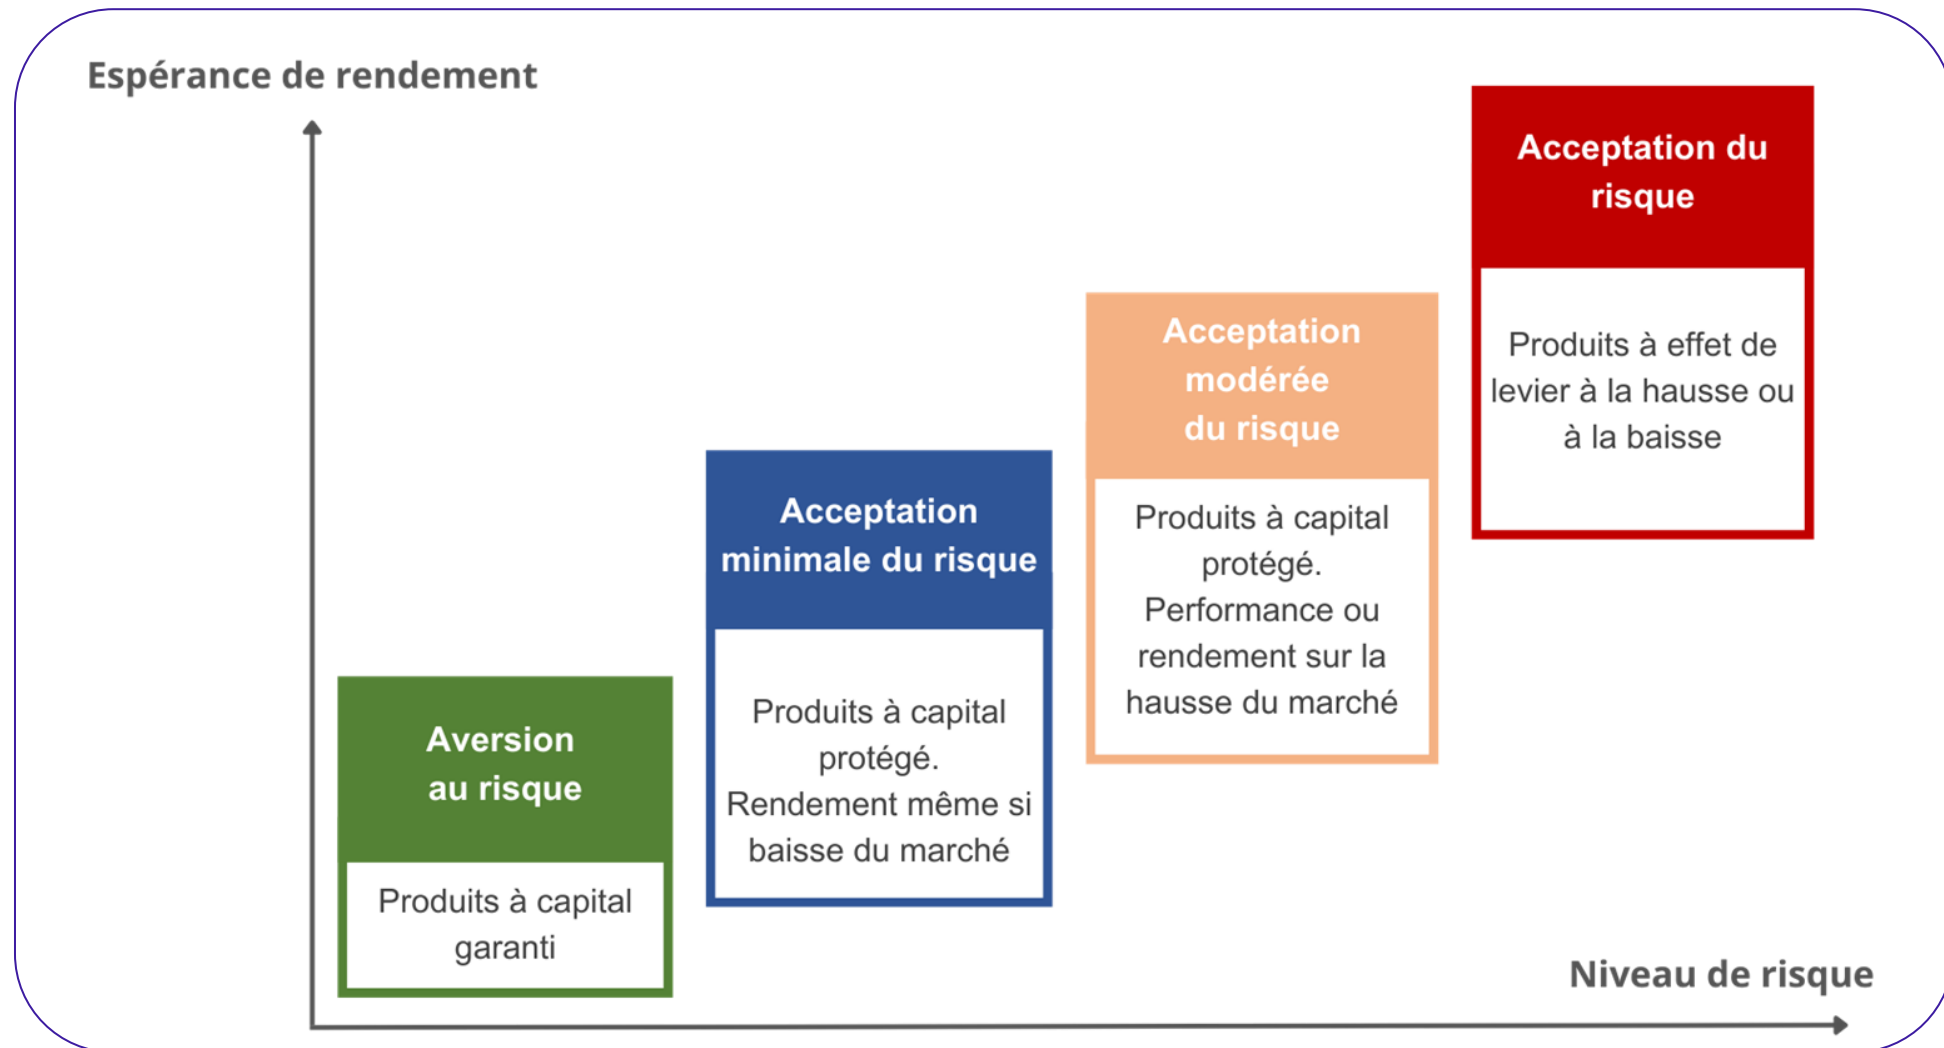 Espérance de rendement
Acceptation du
risque
Produits à effet de
levier à la hausse ou
à la baisse
Acceptation
modérée
du risque
Produits à capital
protégé.
Performance ou
rendement sur la
hausse du marché
Acceptation
minimale du risque
Produits à capital
protégé.
Rendement même si
baisse du marché
Aversion
au risque
Produits à capital
garanti
Niveau de risque